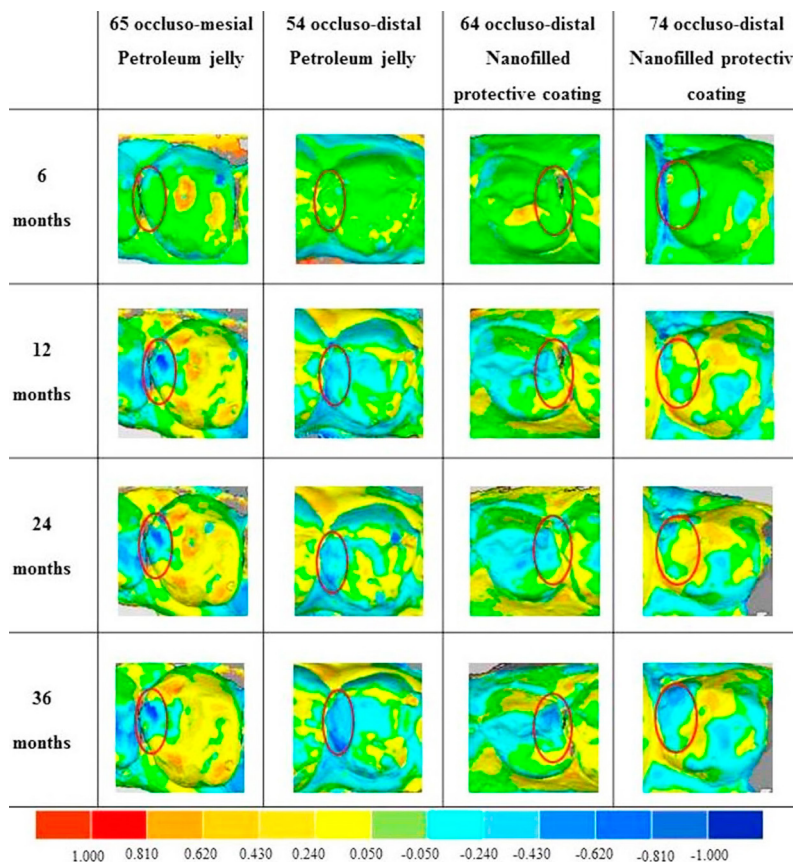 65 occluso-mesial
Petroleum jelly
54 occluso-distal
Petroleum jelly
64 occluso-distal
Nanofilled
protective coating
74 occluso-distal
Nanofilled protectiv
coating
6
months
12
months
24
months
36
months
1.000 0.810 0.620 0.430 0.240 0.050 -0.050 -0.240 -0.430 -0.620 -0.810 -1.000